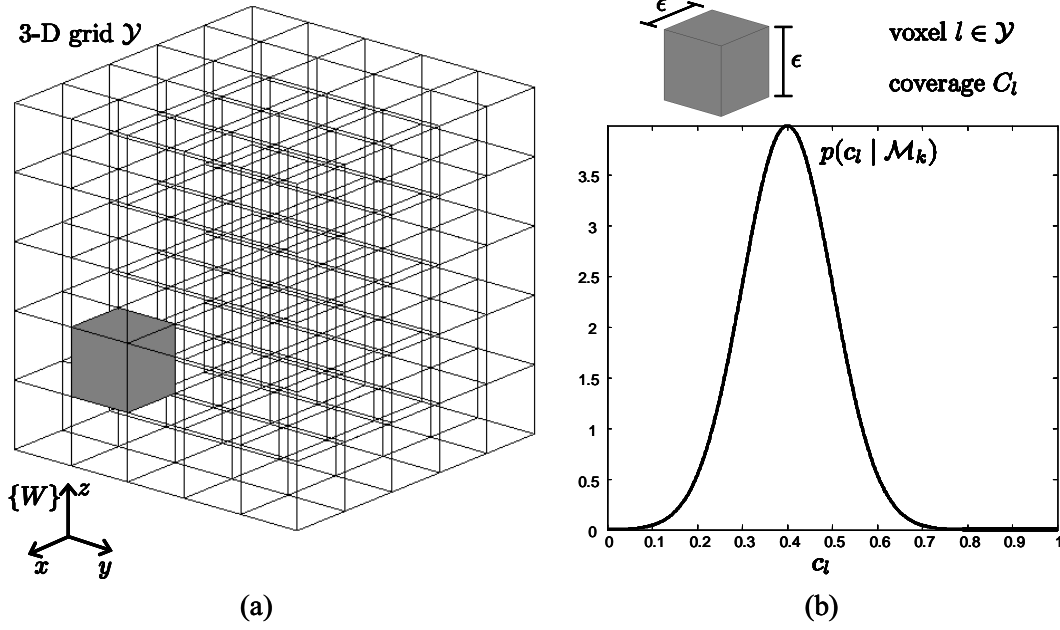 3-D grid 𝒴
{W}
z
x
y
(a)
ϵ
ϵ
voxel l ∈ 𝒴
coverage C_l
p(c_l | ℳ_k)
3.5
3
2.5
2
1.5
1
0.5
0
0 0.1 0.2 0.3 0.4 0.5 0.6 0.7 0.8 0.9 1
c_l
(b)